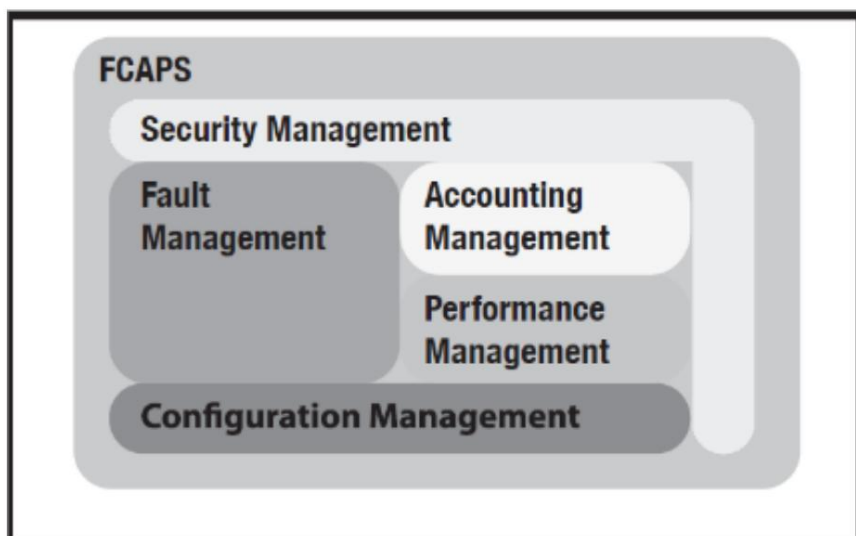 FCAPS
Security Management
Fault
Management
Accounting
Management
Performance
Management
Configuration Management